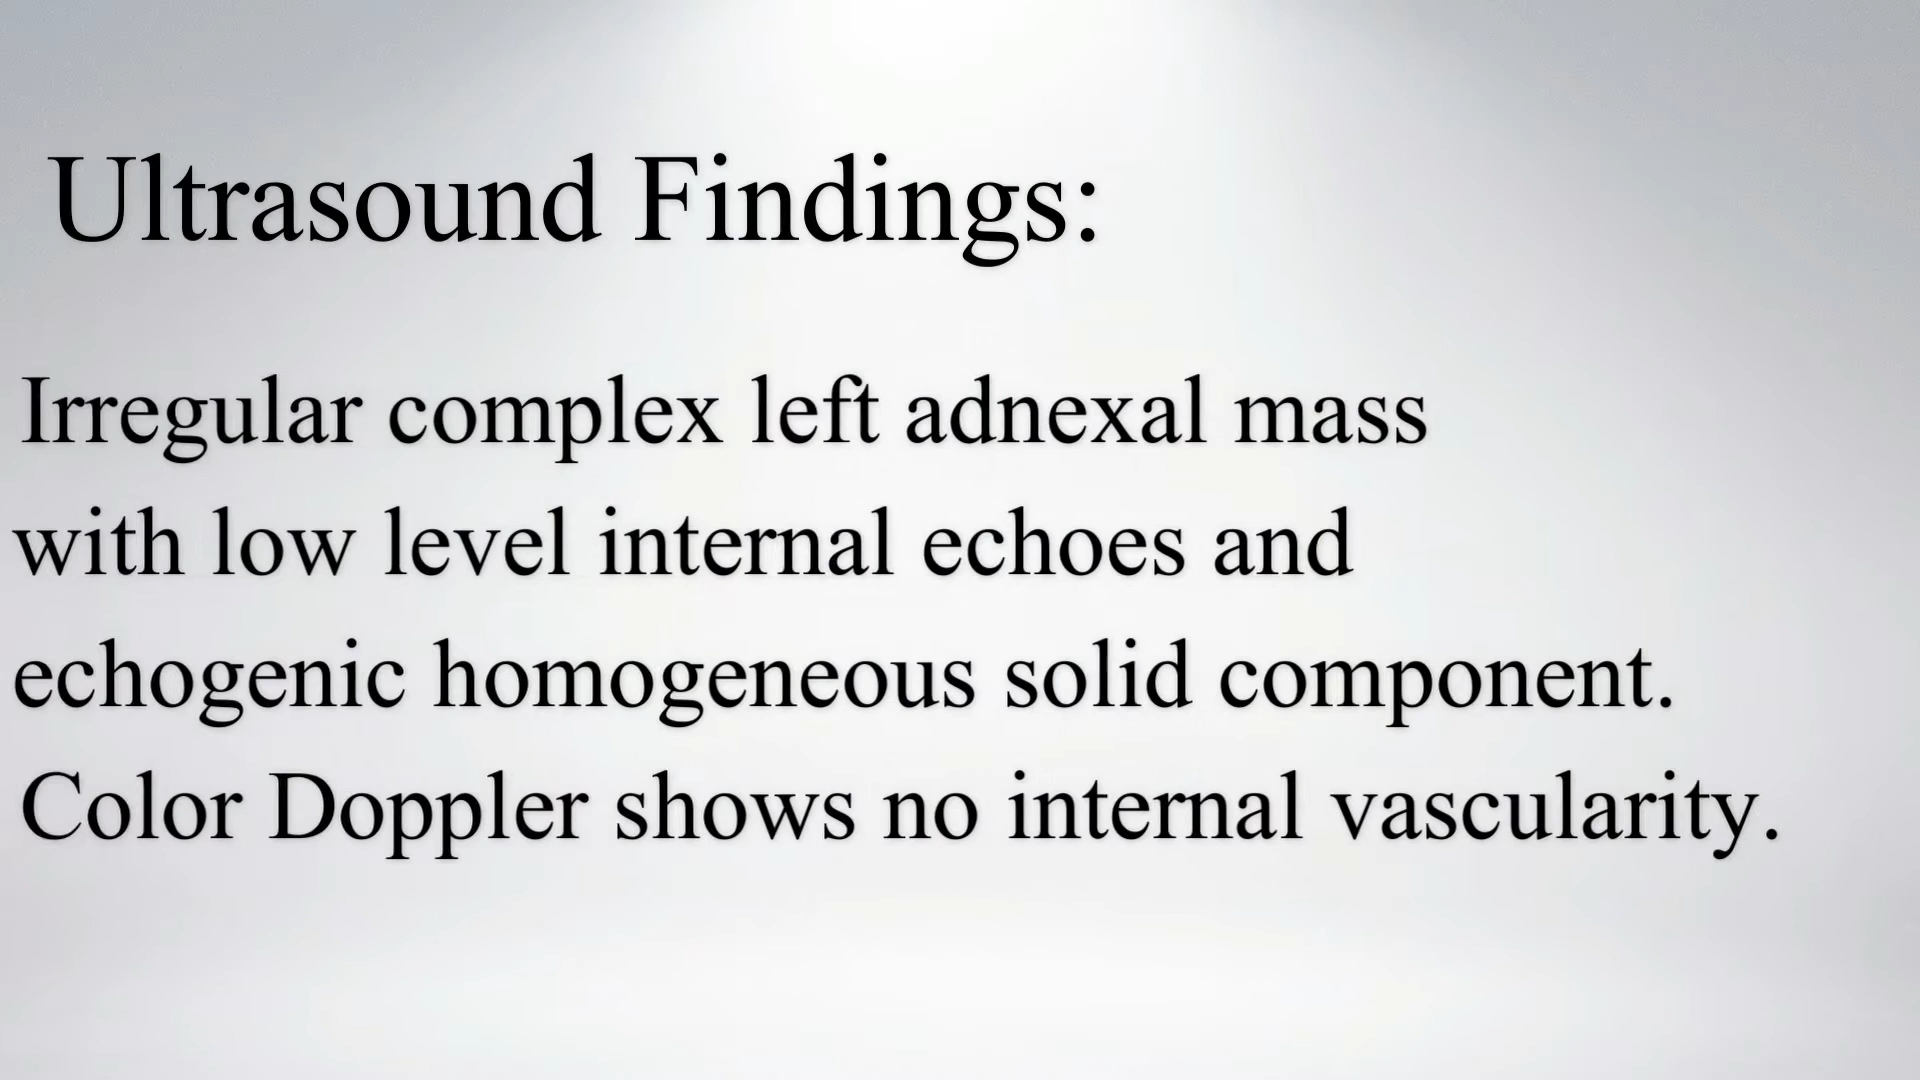 Ultrasound Findings:
Irregular complex left adnexal mass
with low level internal echoes and
echogenic homogeneous solid component.
Color Doppler shows no internal vascularity.